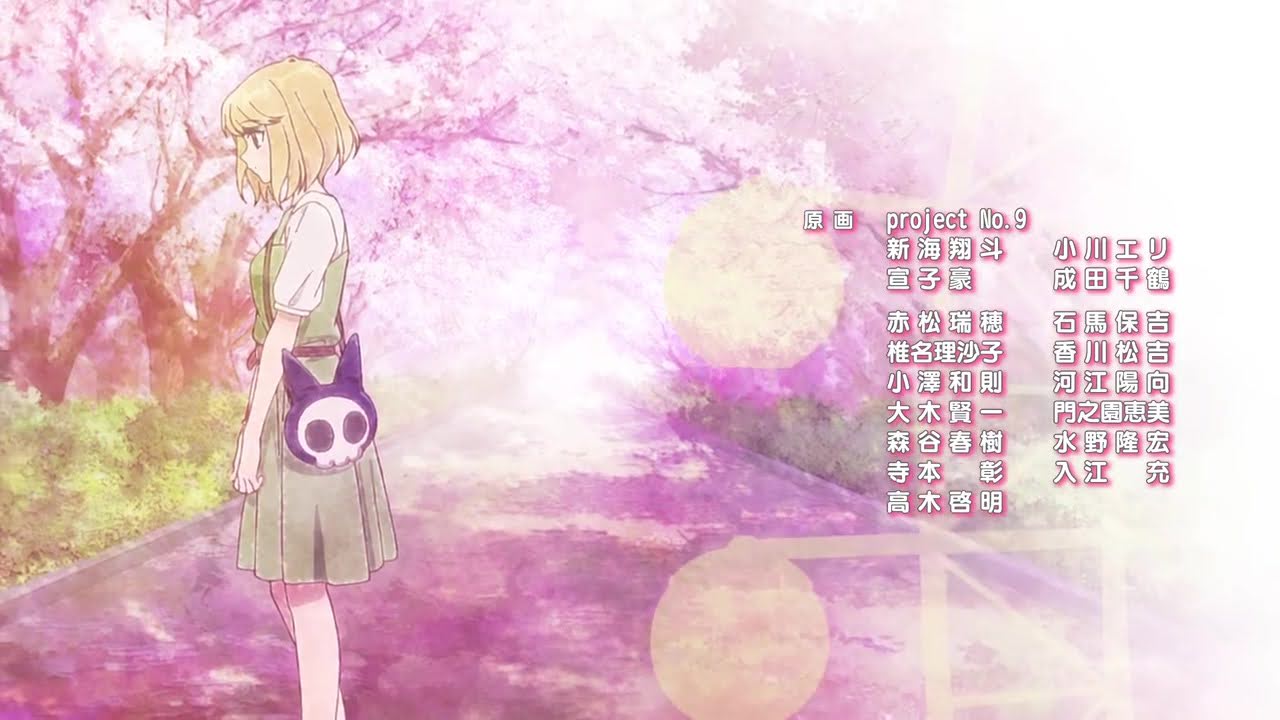 原画 project No.9
新海翔斗 小川エリ
宣子豪 成田千鶴
赤松瑞穂 石馬保吉
椎名理沙子 香川松吉
小澤和則 河江陽向
大木賢一 門之園恵美
森谷春樹 水野隆宏
寺本 彰 入江 充
高木啓明